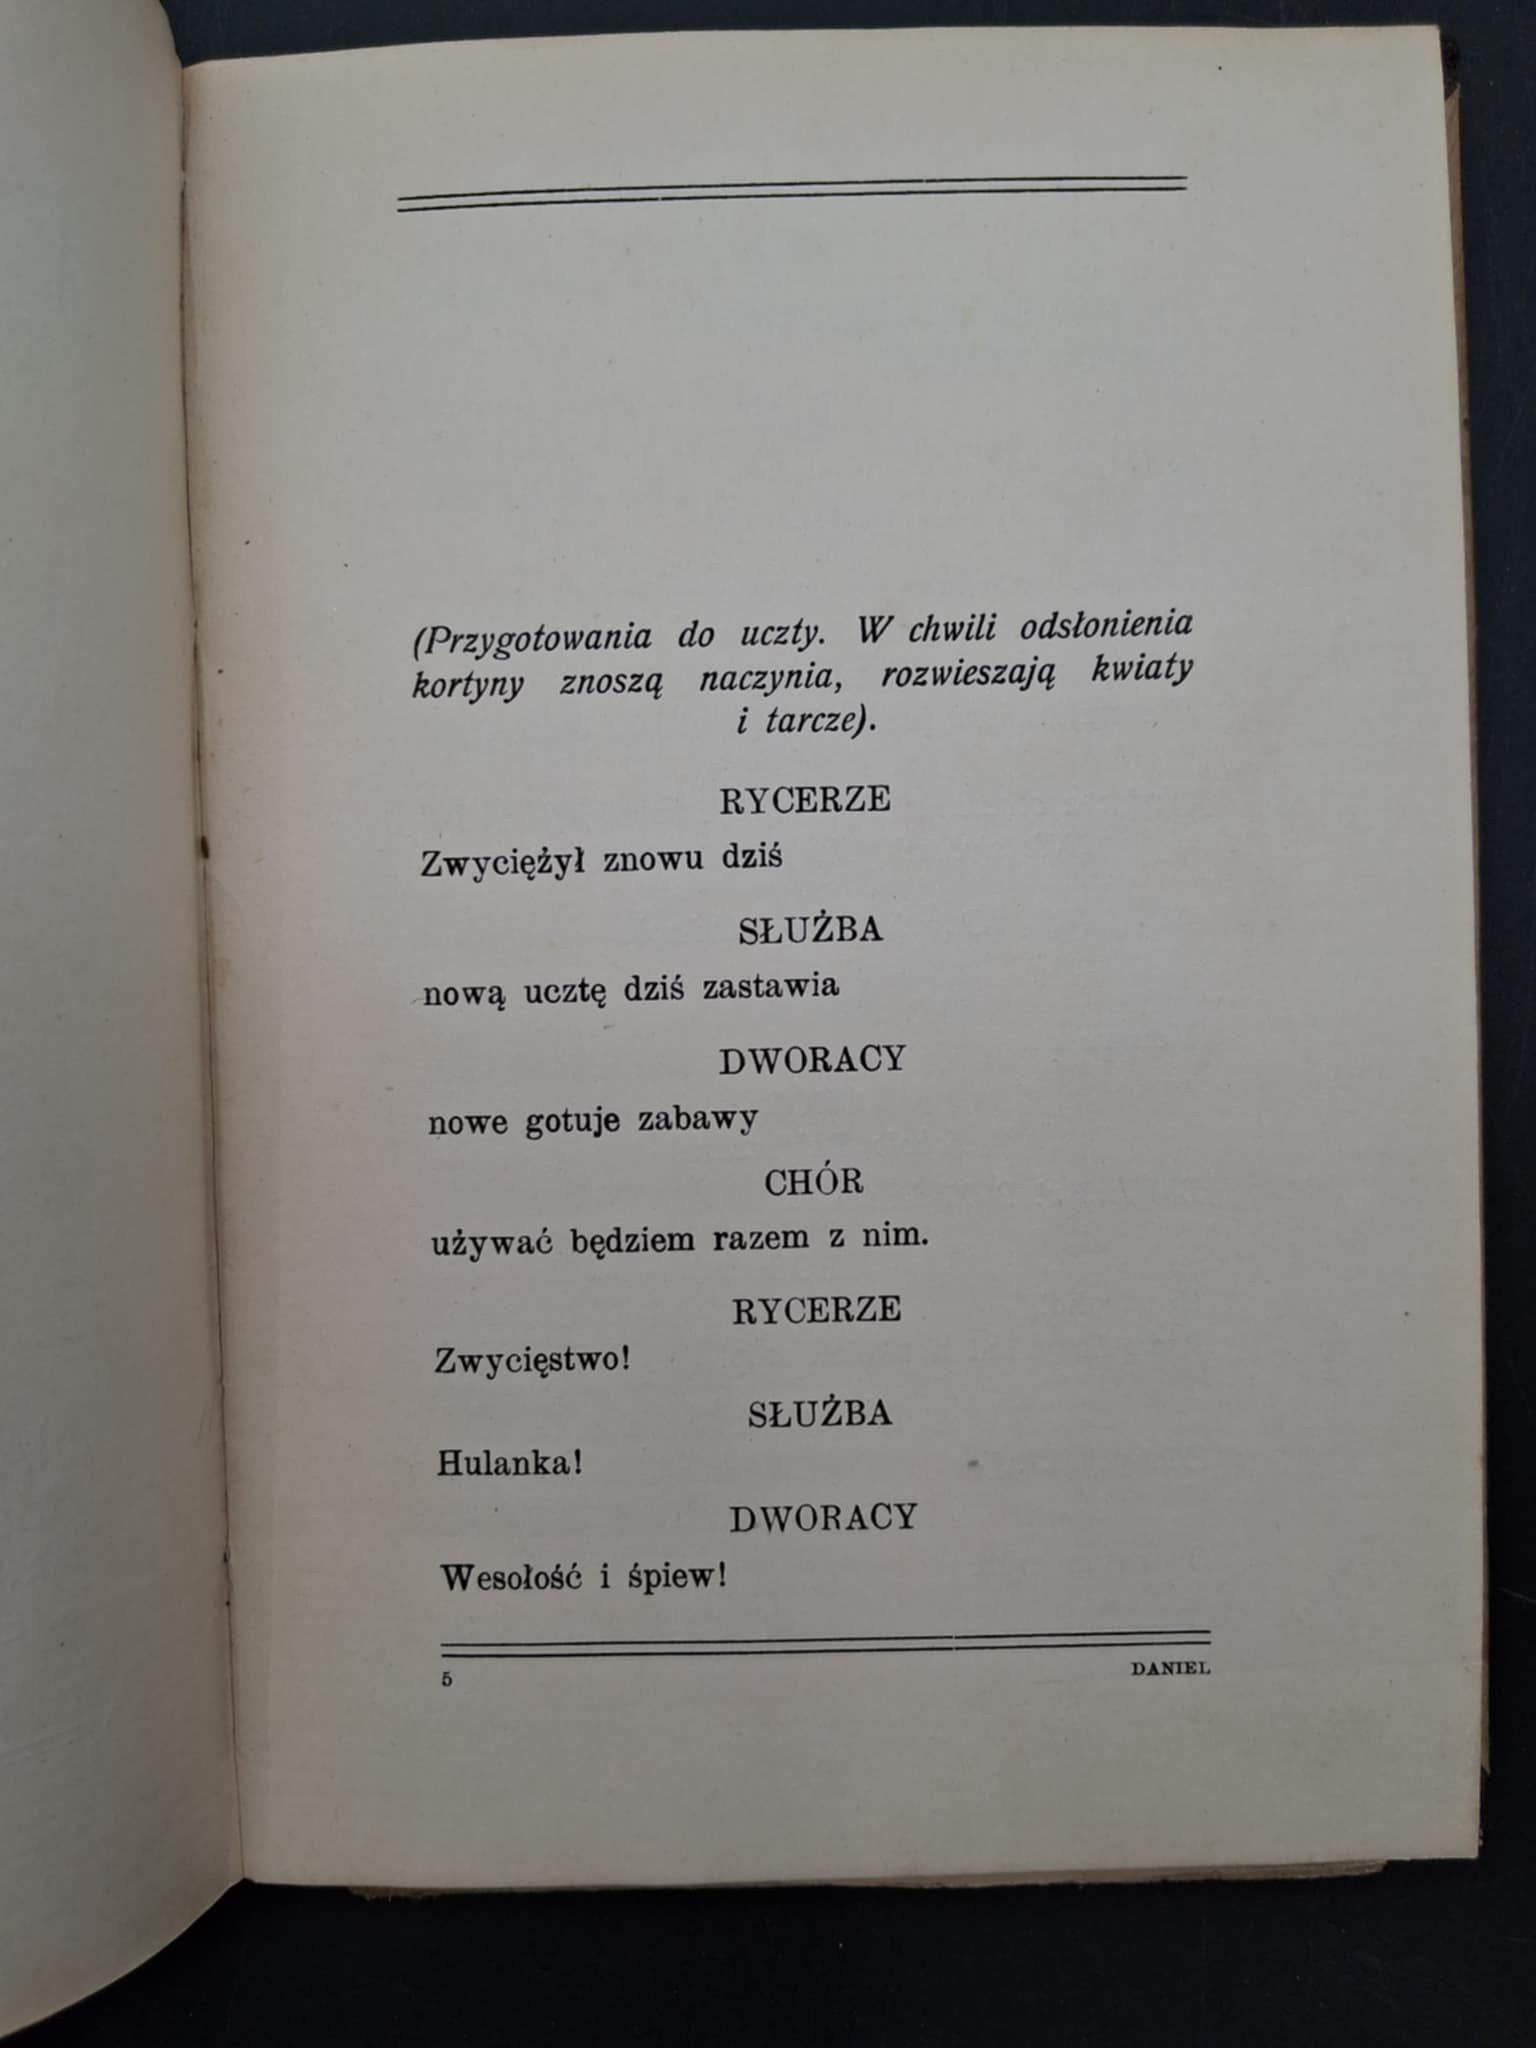 (Przygotowania do uczty. W chwili odsłonienia
kortyny znoszą naczynia, rozwieszają kwiaty
i tarcze).
RYCERZE
Zwyciężył znowu dziś
SŁUŻBA
nową ucztę dziś zastawia
DWORACY
nowe gotuje zabawy
CHÓR
używać będziem razem z nim.
RYCERZE
Zwycięstwo!
SŁUŻBA
Hulanka!
DWORACY
Wesołość i śpiew!
5 DANIEL